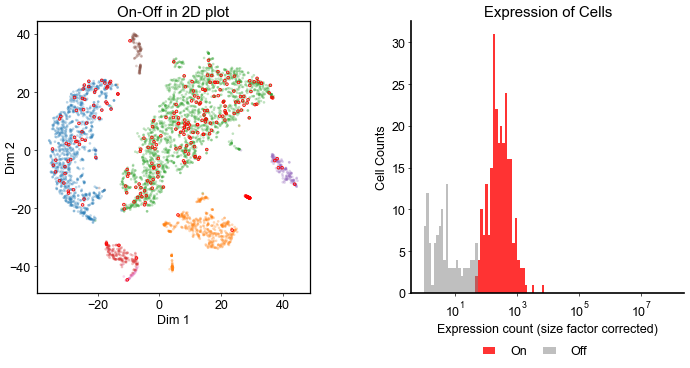 On-Off in 2D plot
40
20
0
−20
−40
Dim 2
−20
0
20
40
Dim 1
Expression of Cells
30
25
20
15
10
5
0
Cell Counts
10^1
10^3
10^5
10^7
Expression count (size factor corrected)
On
Off